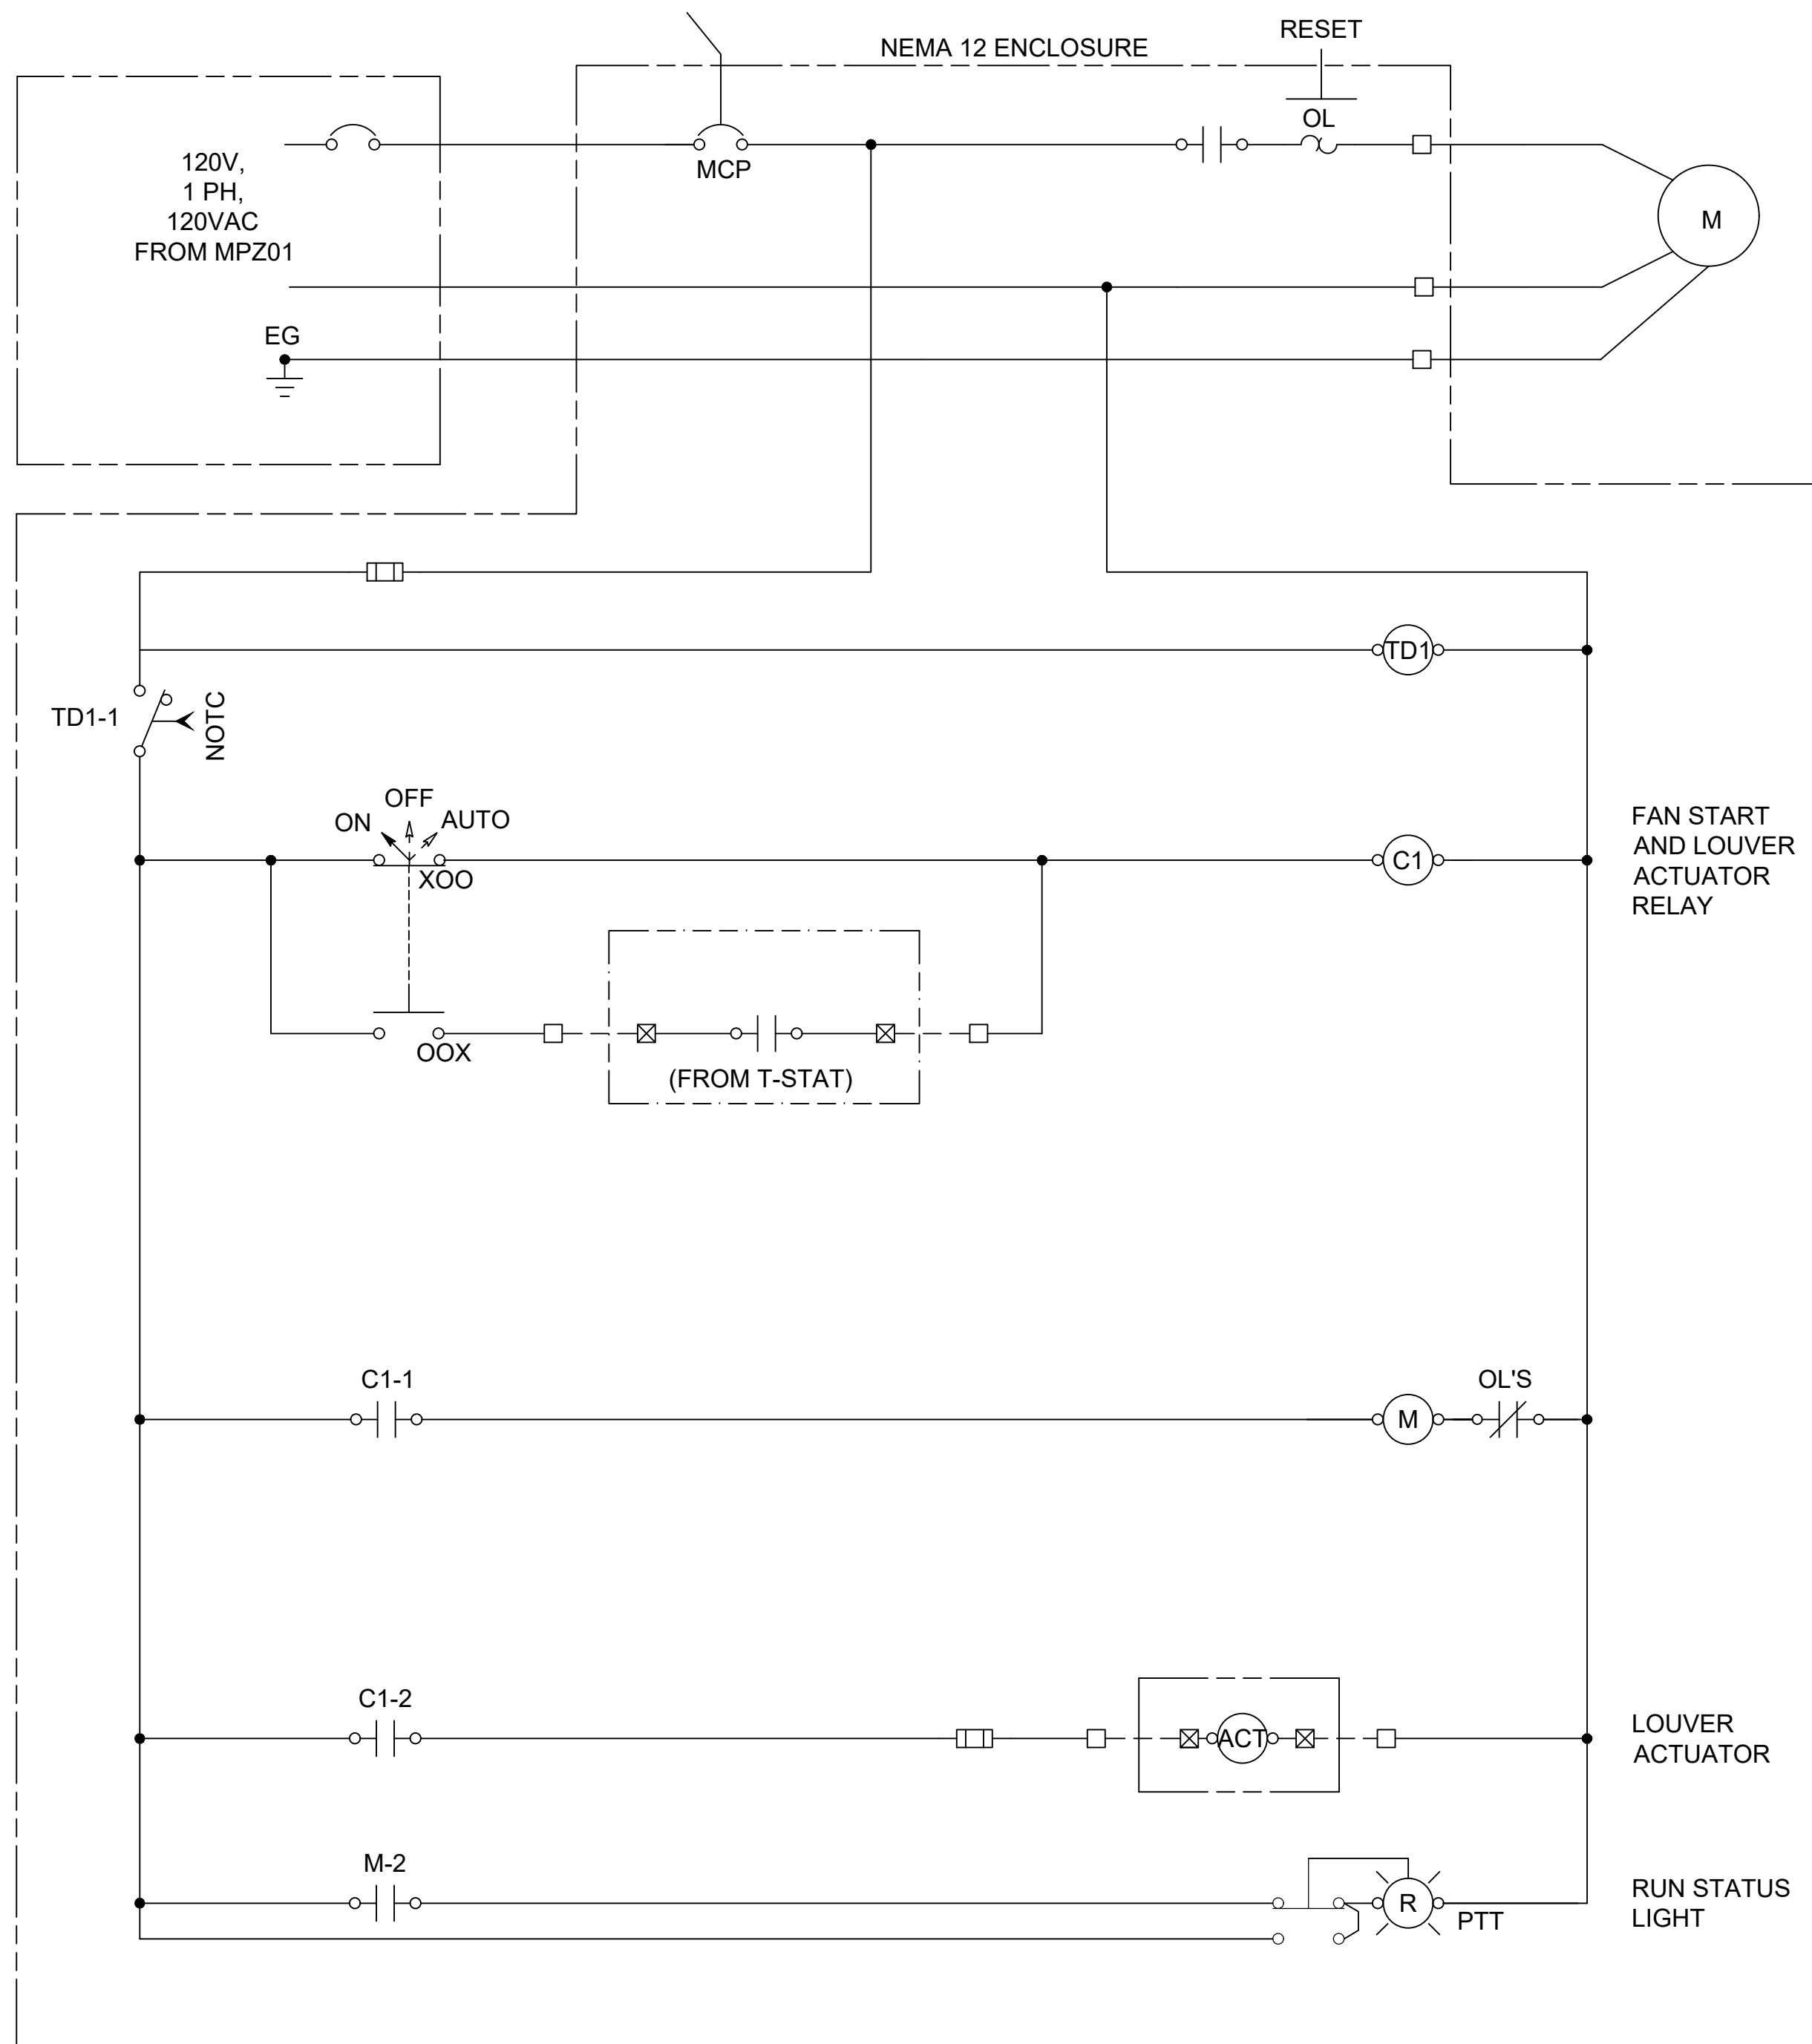 RESET
NEMA 12 ENCLOSURE
OL
MCP
120V,
1 PH,
120VAC
FROM MPZ01
M
EG
TD1
TD1-1
NOTC
OFF
ON
AUTO
XOO
C1
FAN START
AND LOUVER
ACTUATOR
RELAY
OOX
(FROM T-STAT)
C1-1
M
OL'S
C1-2
ACT
LOUVER
ACTUATOR
M-2
R
PTT
RUN STATUS
LIGHT